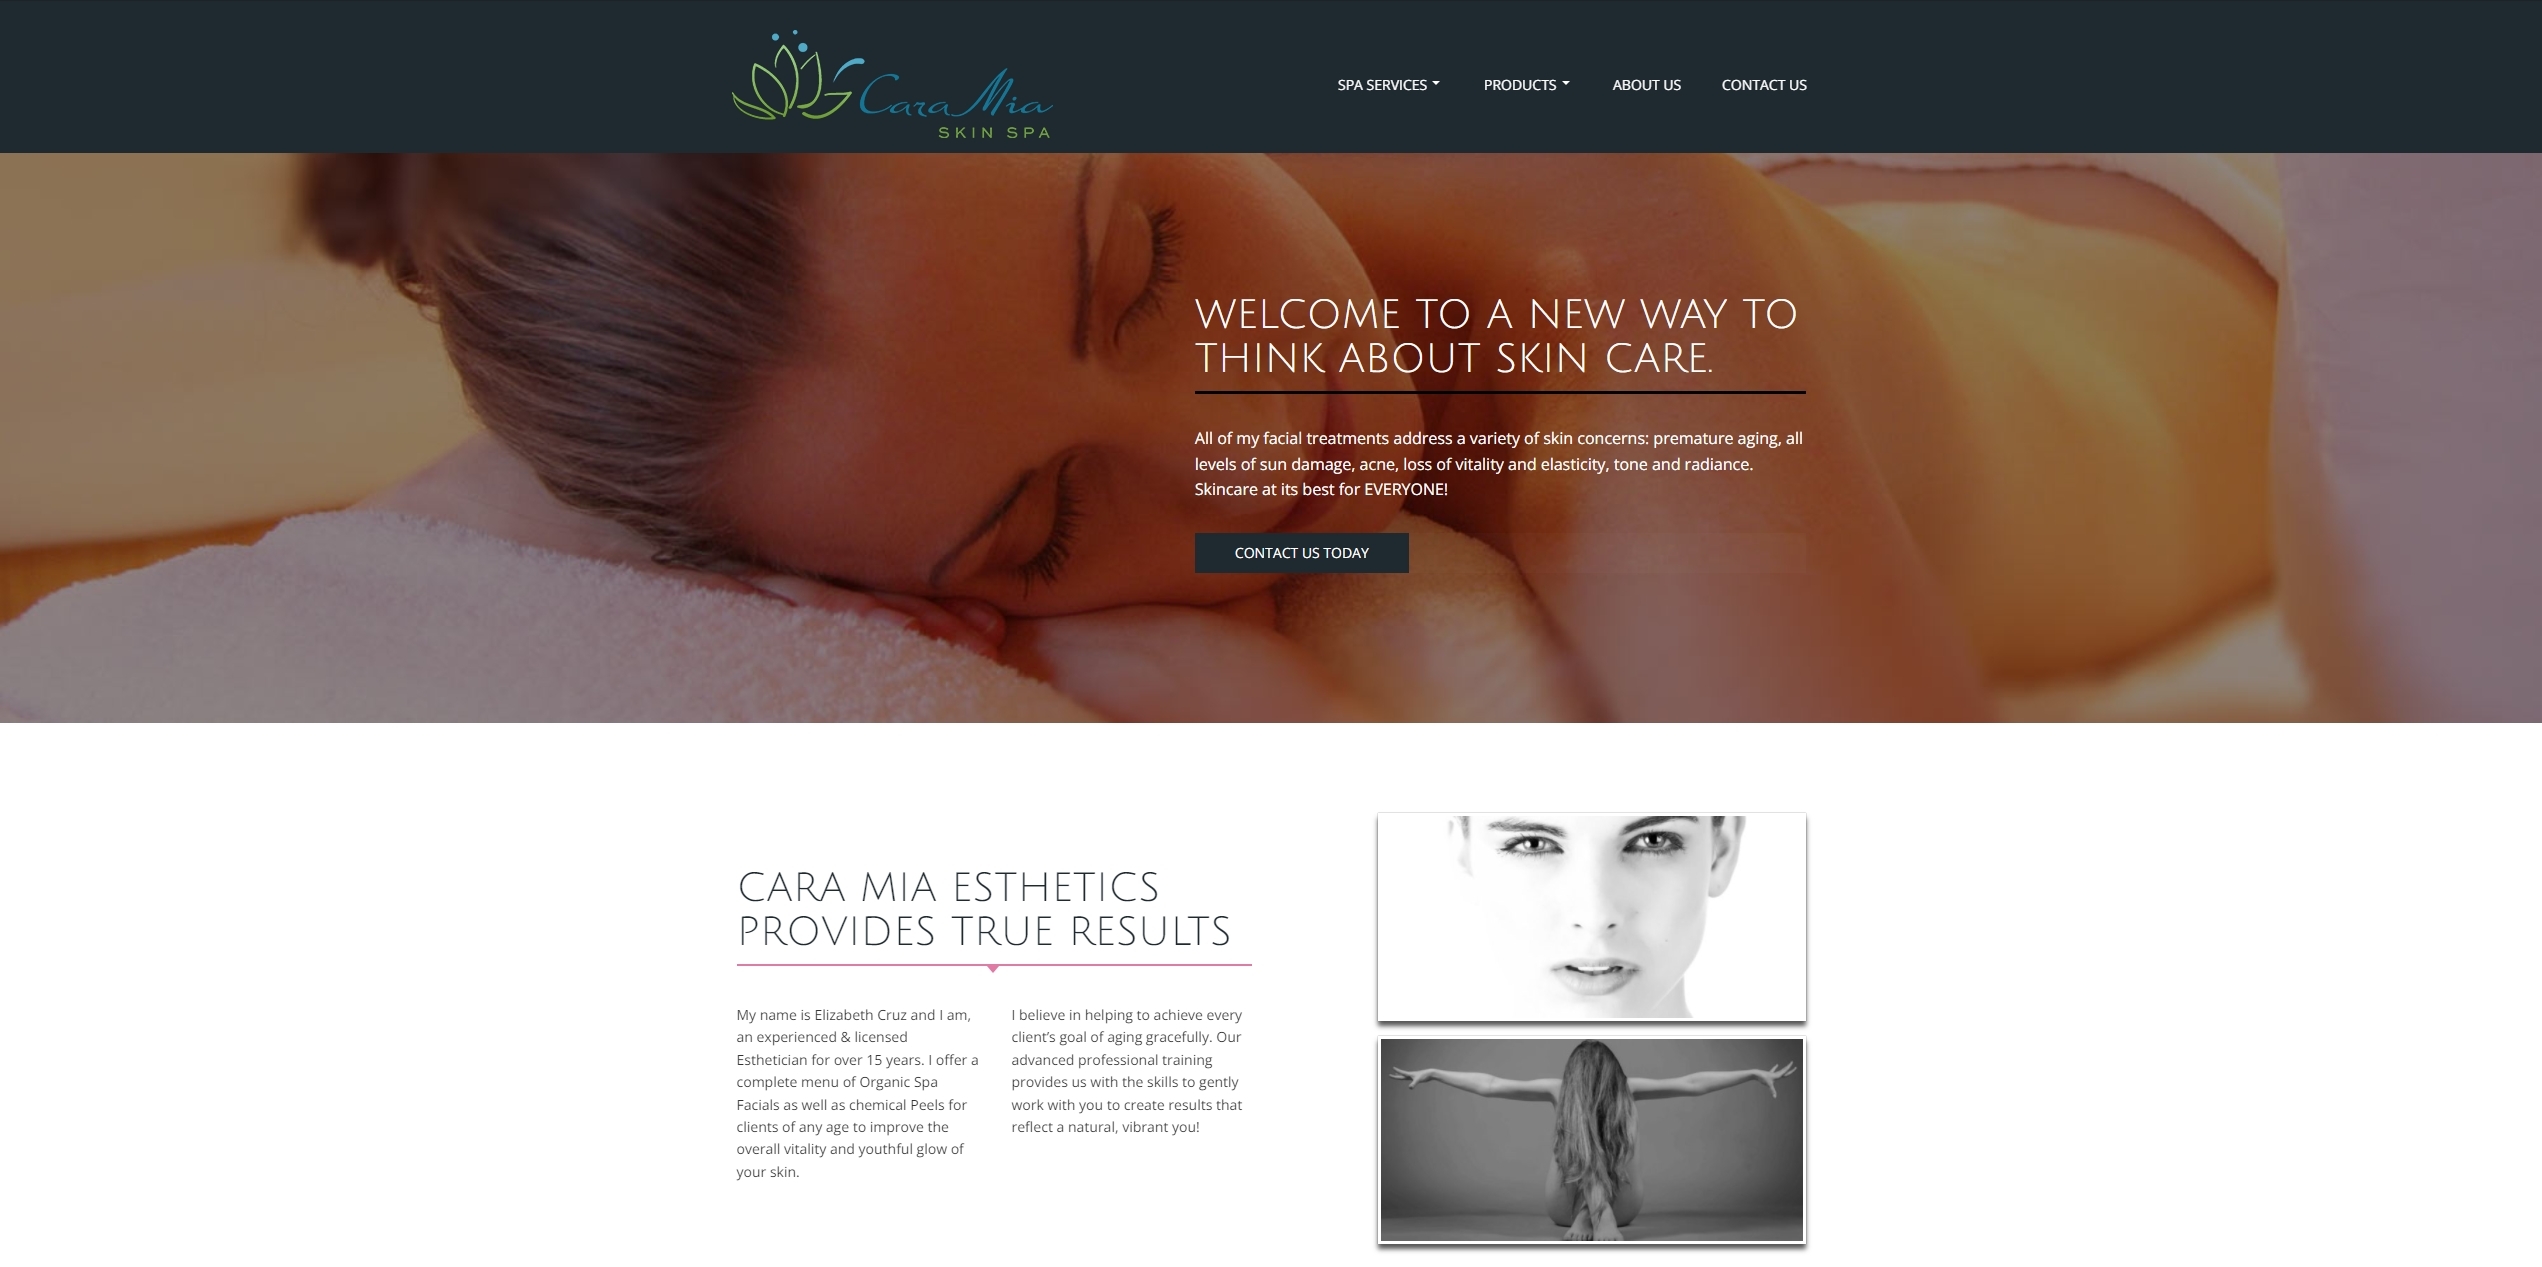 Cara Mia
SKIN SPA
SPA SERVICES
PRODUCTS
ABOUT US
CONTACT US
WELCOME TO A NEW WAY TO
THINK ABOUT SKIN CARE.
All of my facial treatments address a variety of skin concerns: premature aging, all
levels of sun damage, acne, loss of vitality and elasticity, tone and radiance.
Skincare at its best for EVERYONE!
CONTACT US TODAY
CARA MIA ESTHETICS
PROVIDES TRUE RESULTS
My name is Elizabeth Cruz and I am,
an experienced & licensed
Esthetician for over 15 years. I offer a
complete menu of Organic Spa
Facials as well as chemical Peels for
clients of any age to improve the
overall vitality and youthful glow of
your skin.
I believe in helping to achieve every
client’s goal of aging gracefully. Our
advanced professional training
provides us with the skills to gently
work with you to create results that
reflect a natural, vibrant you!